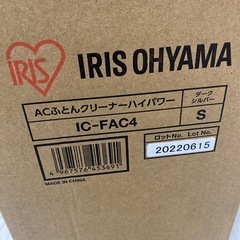 IRIS
IRIS OHYAMA
ACふとんクリーナーハイパワー
ダーク
シルバー
IC-FAC4
S
4 967576 453691
ロットNo. Lot No.
20220615
MADE IN CHINA